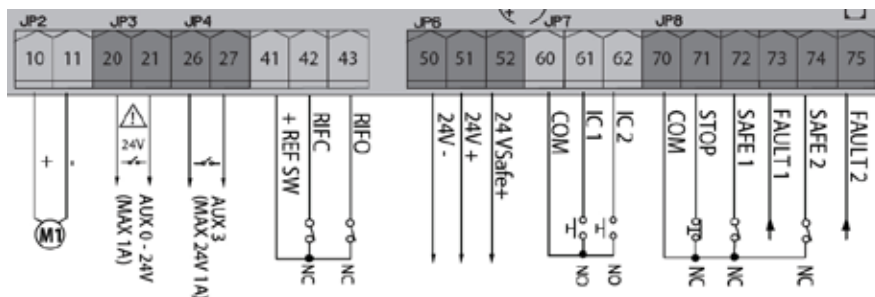 JP2 JP3 JP4 JP6 JP7 JP8
10 11 20 21 26 27 41 42 43 50 51 52 60 61 62 70 71 72 73 74 75
+ -
24V
M1
AUX 0 - 24V
(MAX 1A)
AUX 3
(MAX 24V 1A)
+ REF SW
RIFC
RIFO
NC
NC
24V -
24V +
24 VSafe+
COM
IC 1
IC 2
NO
NO
COM
STOP
SAFE 1
FAULT 1
SAFE 2
FAULT 2
NC
NC
NC